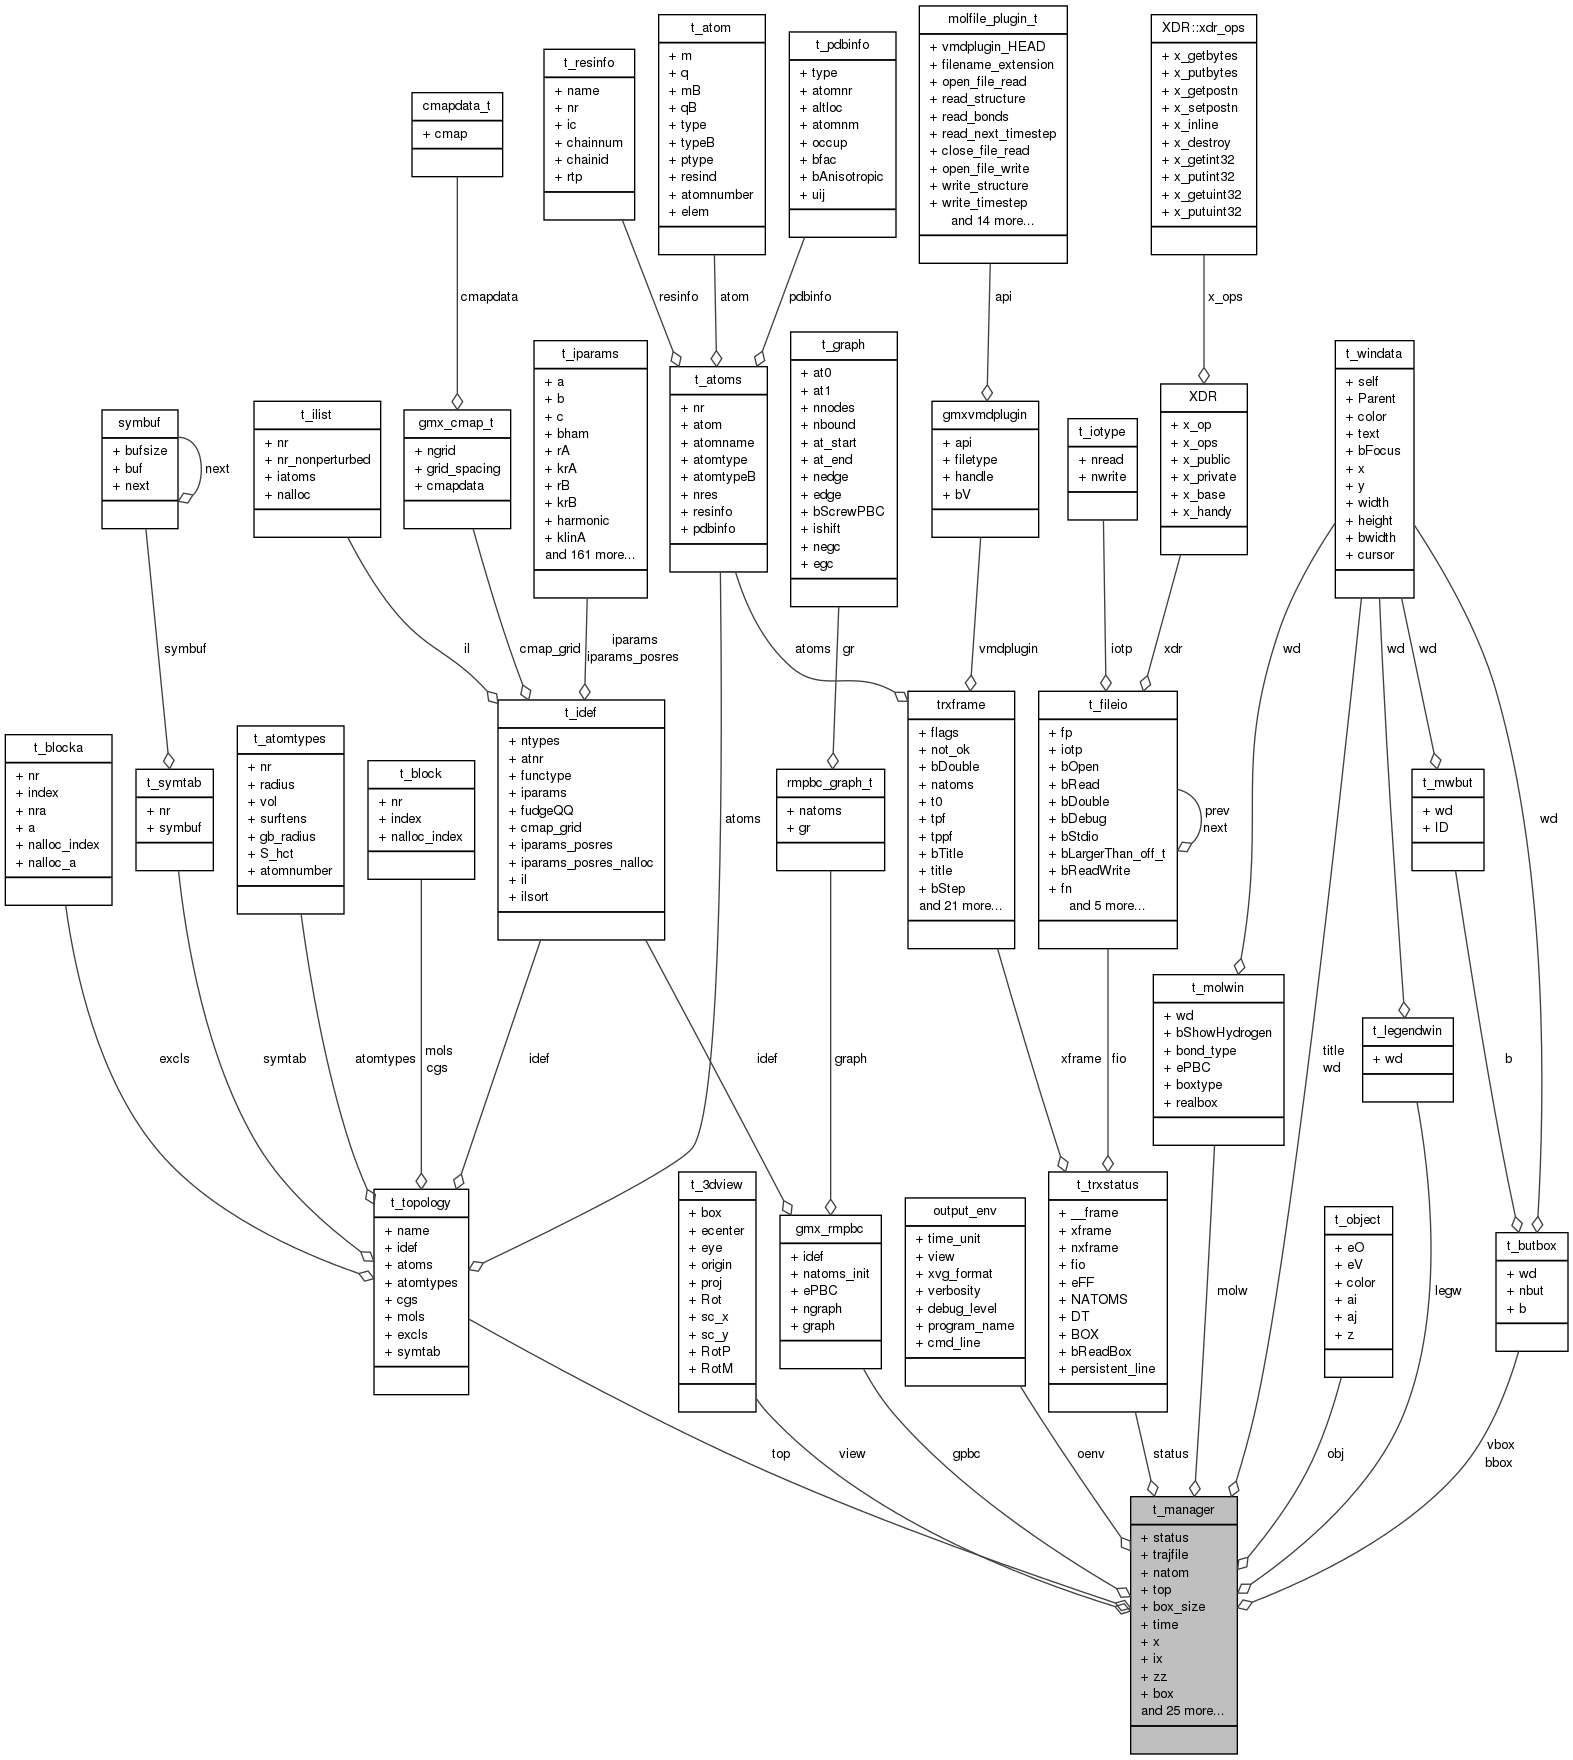 molfile_plugin_t
+ vmdplugin_HEAD
+ filename_extension
+ open_file_read
+ read_structure
+ read_bonds
+ read_next_timestep
+ close_file_read
+ open_file_write
+ write_structure
+ write_timestep
and 14 more...
t_atom
+ m
+ q
+ mB
+ qB
+ type
+ typeB
+ ptype
+ resind
+ atomnumber
+ elem
XDR::xdr_ops
+ x_getbytes
+ x_putbytes
+ x_getpostn
+ x_setpostn
+ x_inline
+ x_destroy
+ x_getint32
+ x_putint32
+ x_getuint32
+ x_putuint32
t_pdbinfo
+ type
+ atomnr
+ altloc
+ atomnm
+ occup
+ bfac
+ bAnisotropic
+ uij
t_resinfo
+ name
+ nr
+ ic
+ chainnum
+ chainid
+ rtp
cmapdata_t
+ cmap
cmapdata
resinfo
atom
pdbinfo
api
x_ops
t_graph
+ at0
+ at1
+ nnodes
+ nbound
+ at_start
+ at_end
+ nedge
+ edge
+ bScrewPBC
+ ishift
+ negc
+ egc
t_iparams
+ a
+ b
+ c
+ bham
+ rA
+ krA
+ rB
+ krB
+ harmonic
+ klinA
and 161 more...
t_windata
+ self
+ Parent
+ color
+ text
+ bFocus
+ x
+ y
+ width
+ height
+ bwidth
+ cursor
t_atoms
+ nr
+ atom
+ atomname
+ atomtype
+ atomtypeB
+ nres
+ resinfo
+ pdbinfo
XDR
+ x_op
+ x_ops
+ x_public
+ x_private
+ x_base
+ x_handy
t_ilist
+ nr
+ nr_nonperturbed
+ iatoms
+ nalloc
gmxvmdplugin
+ api
+ filetype
+ handle
+ bV
symbuf
+ bufsize
+ buf
+ next
next
gmx_cmap_t
+ ngrid
+ grid_spacing
+ cmapdata
t_iotype
+ nread
+ nwrite
symbuf
il
cmap_grid
iparams
iparams_posres
atoms
gr
vmdplugin
iotp
xdr
wd
wd
wd
wd
t_idef
+ ntypes
+ atnr
+ functype
+ iparams
+ fudgeQQ
+ cmap_grid
+ iparams_posres
+ iparams_posres_nalloc
+ il
+ ilsort
trxframe
+ flags
+ not_ok
+ bDouble
+ natoms
+ t0
+ tpf
+ tppf
+ bTitle
+ title
+ bStep
and 21 more...
t_fileio
+ fp
+ iotp
+ bOpen
+ bRead
+ bDouble
+ bDebug
+ bStdio
+ bLargerThan_off_t
+ bReadWrite
+ fn
and 5 more...
prev
next
t_blocka
+ nr
+ index
+ nra
+ a
+ nalloc_index
+ nalloc_a
t_symtab
+ nr
+ symbuf
t_atomtypes
+ nr
+ radius
+ vol
+ surftens
+ gb_radius
+ S_hct
+ atomnumber
t_block
+ nr
+ index
+ nalloc_index
atoms
rmpbc_graph_t
+ natoms
+ gr
t_mwbut
+ wd
+ ID
t_molwin
+ wd
+ bShowHydrogen
+ bond_type
+ ePBC
+ boxtype
+ realbox
t_legendwin
+ wd
excls
symtab
atomtypes
mols
cgs
idef
idef
graph
xframe
fio
title
wd
b
t_topology
+ name
+ idef
+ atoms
+ atomtypes
+ cgs
+ mols
+ excls
+ symtab
t_3dview
+ box
+ ecenter
+ eye
+ origin
+ proj
+ Rot
+ sc_x
+ sc_y
+ RotP
+ RotM
gmx_rmpbc
+ idef
+ natoms_init
+ ePBC
+ ngraph
+ graph
output_env
+ time_unit
+ view
+ xvg_format
+ verbosity
+ debug_level
+ program_name
+ cmd_line
t_trxstatus
+ __frame
+ xframe
+ nxframe
+ fio
+ eFF
+ NATOMS
+ DT
+ BOX
+ bReadBox
+ persistent_line
molw
t_object
+ eO
+ eV
+ color
+ ai
+ aj
+ z
legw
t_butbox
+ wd
+ nbut
+ b
top
view
gpbc
oenv
status
obj
vbox
bbox
t_manager
+ status
+ trajfile
+ natom
+ top
+ box_size
+ time
+ x
+ ix
+ zz
+ box
and 25 more...